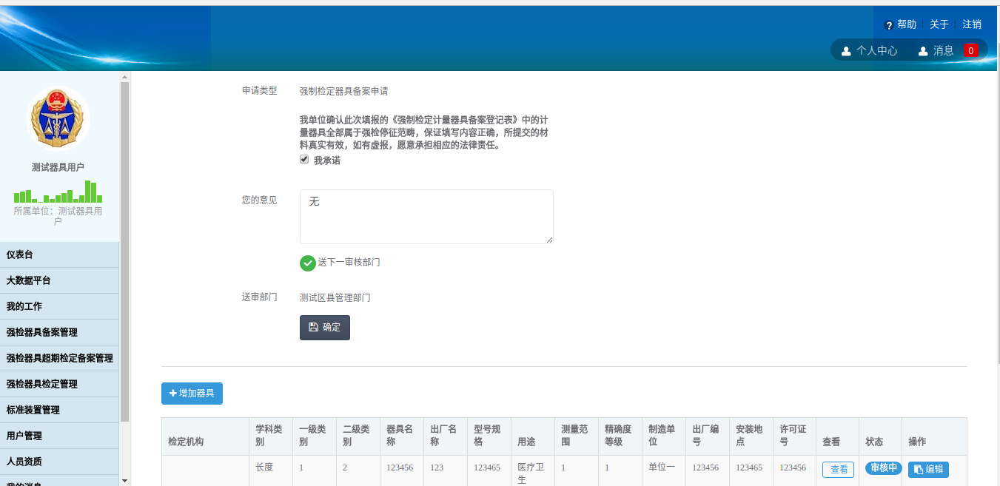 帮助 关于 注销
个人中心 消息 0
测试器具用户
所属单位：测试器具用
户
仪表台
大数据平台
我的工作
强检器具备案管理
强检器具超期检定备案管理
强检器具检定管理
标准装置管理
用户管理
人员资质
我的消息
申请类型 强制检定器具备案申请
我单位确认此次填报的《强制检定计量器具备案登记表》中的计
量器具全部属于强检停征范畴，保证填写内容正确，所提交的材
料真实有效，如有虚报，愿意承担相应的法律责任。
我承诺
您的意见 无
送下一审核部门
送审部门 测试区县管理部门
确定
增加器具
检定机构 学科类别 一级类别 二级类别 器具名称 出厂名称 型号规格 用途 测量范围 精确度等级 制造单位 出厂编号 安装地点 许可证号 查看 状态 操作
长度 1 2 123456 123 123465 医疗卫生 1 1 单位一 123456 123465 123456 查看 审核中 编辑